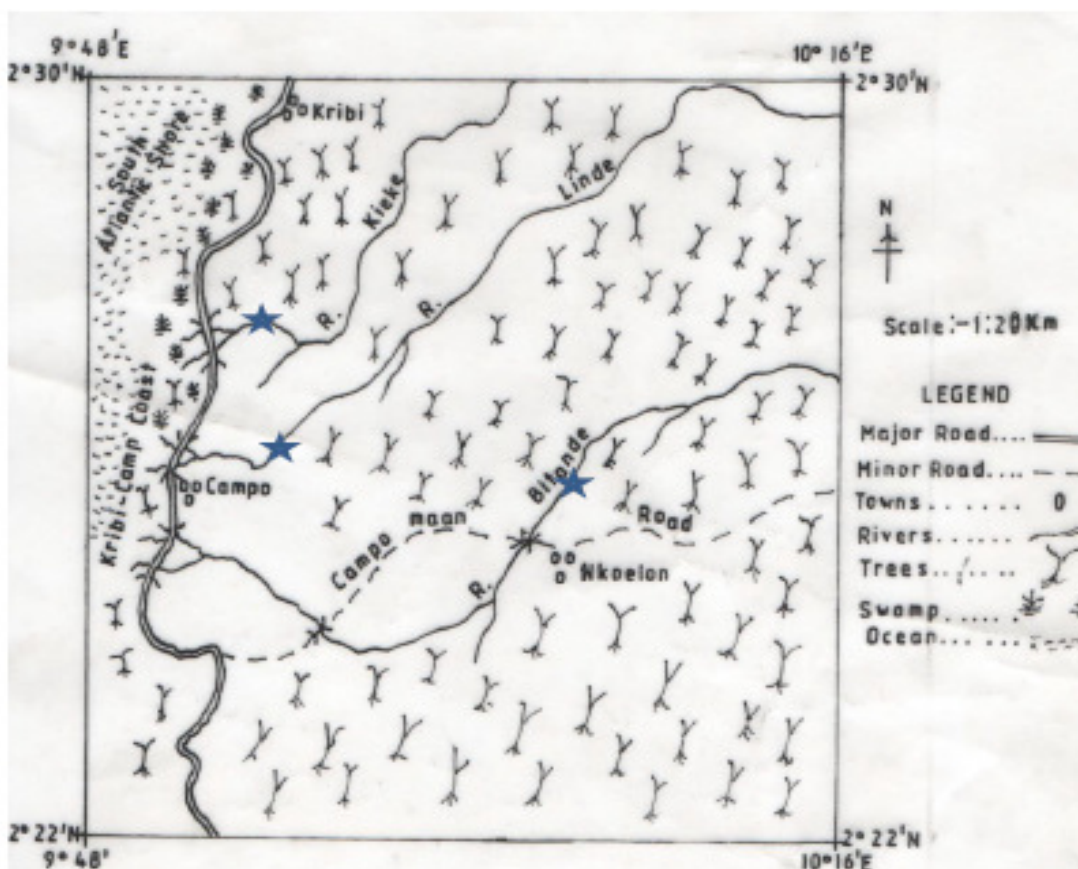 9°48'E
10°16'E
2°30'N
2°30'N
Kribi
South
Atlantic Shore
R. Kieke
R. Linde
N
Scale:-1:20Km
Kribi-Camp Coast
LEGEND
Major Road....
Minor Road....
Towns.......
Rivers......
Trees.......
Swamp.....
Ocean......
Campo
R. Bitande
Campo maan Road
Nkoelon
2°22'N
2°22'N
9°48'
10°16'E